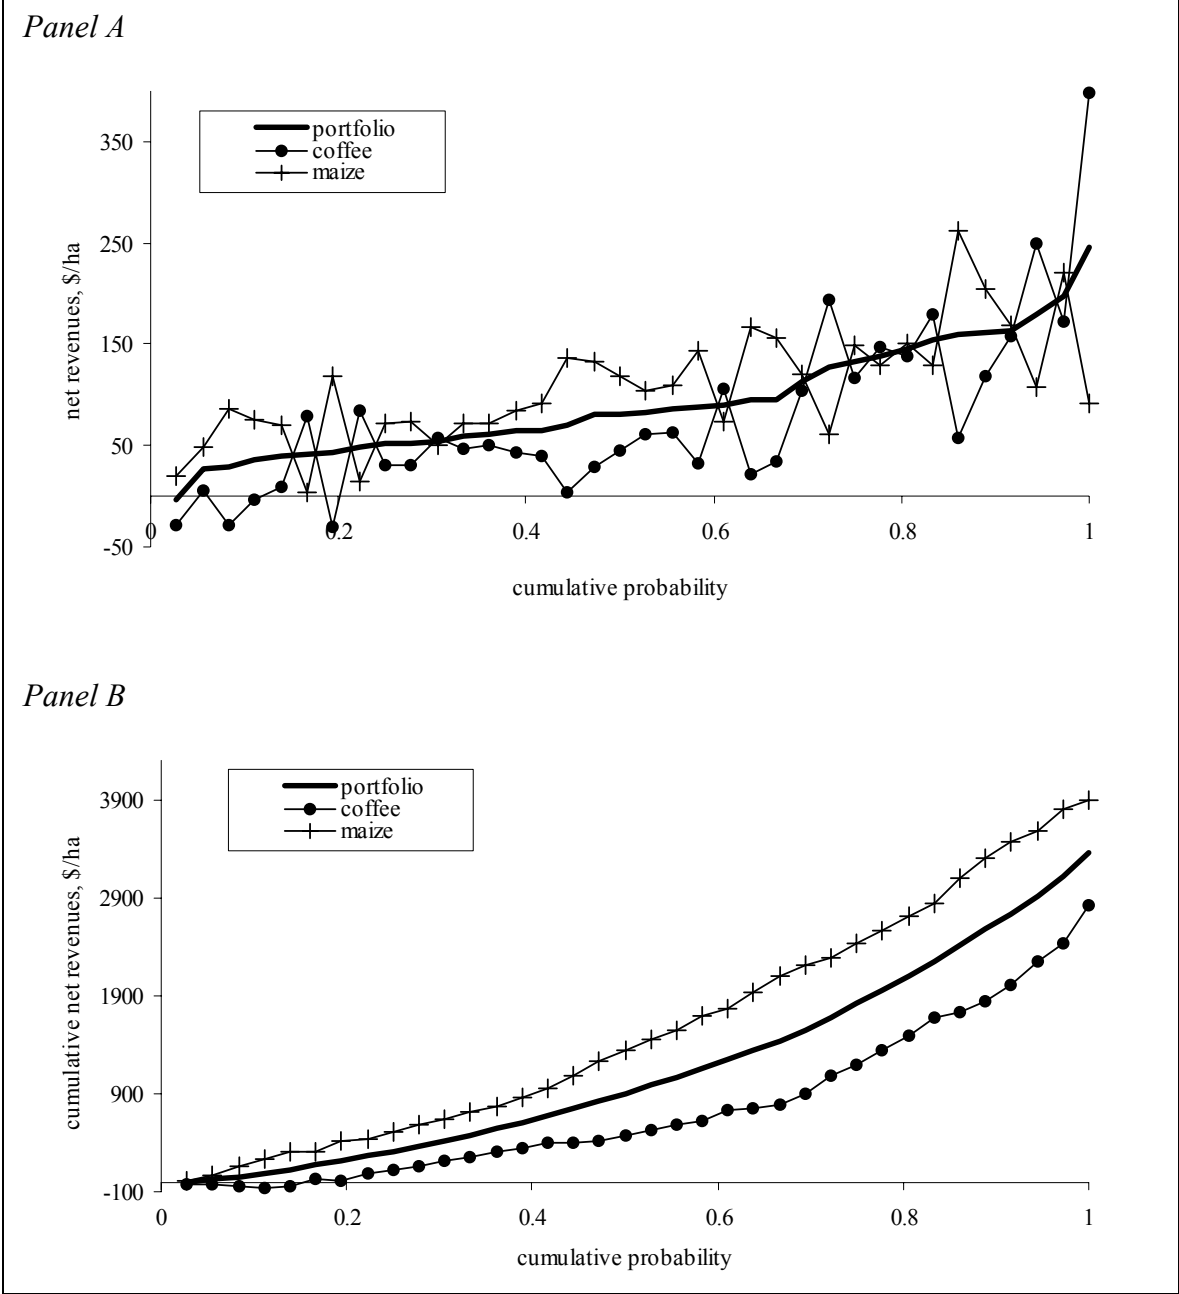 Panel A
portfolio
coffee
maize
350
250
150
50
-50
net revenues, $/ha
0 0.2 0.4 0.6 0.8 1
cumulative probability
Panel B
portfolio
coffee
maize
3900
2900
1900
900
-100
cumulative net revenues, $/ha
0 0.2 0.4 0.6 0.8 1
cumulative probability